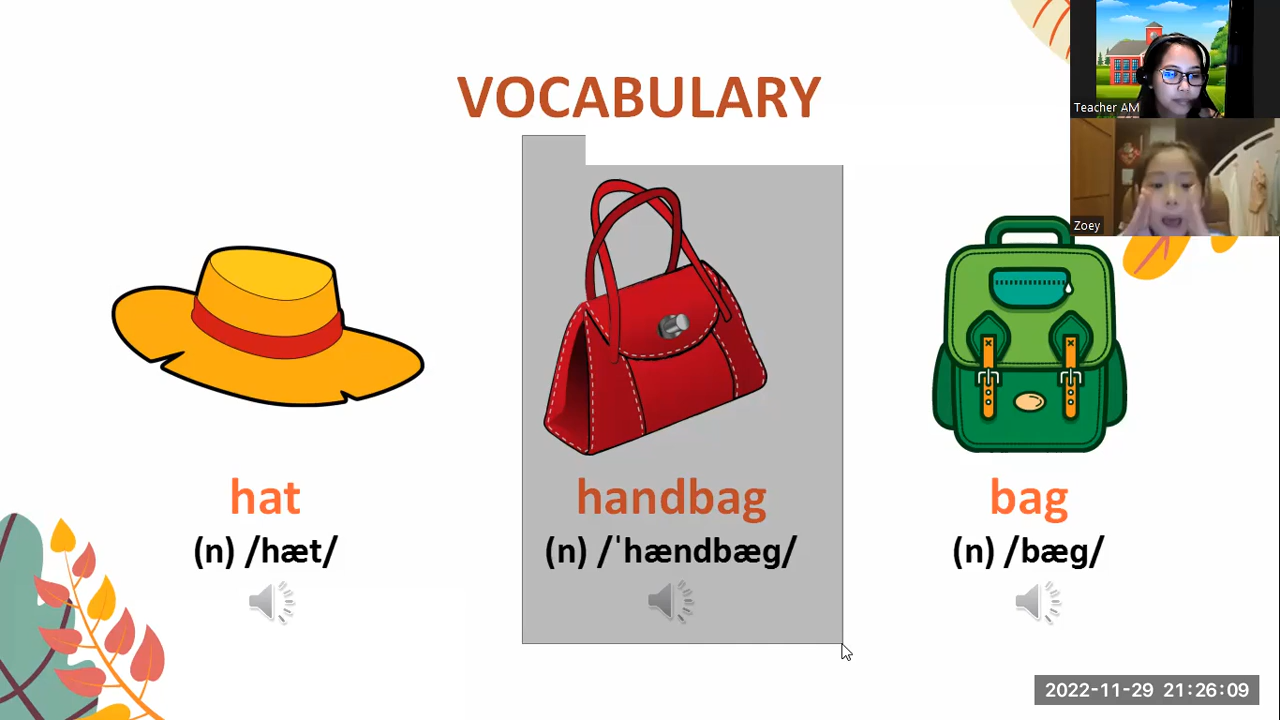 VOCABULARY
Teacher AM
Zoey
hat
(n) /hæt/
handbag
(n) /ˈhændbæg/
bag
(n) /bæg/
2022-11-29 21:26:09